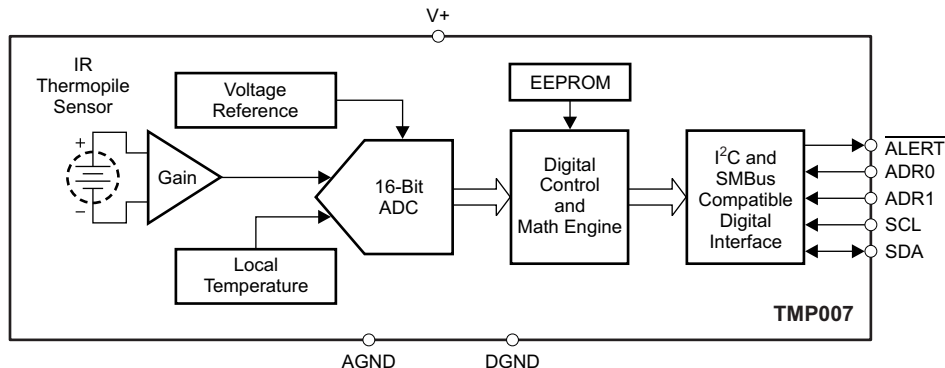 V+
IR
Thermopile
Sensor
Voltage
Reference
EEPROM
+
−
Gain
16-Bit
ADC
Digital
Control
and
Math Engine
I²C and
SMBus
Compatible
Digital
Interface
ALERT
ADR0
ADR1
SCL
SDA
Local
Temperature
TMP007
AGND
DGND